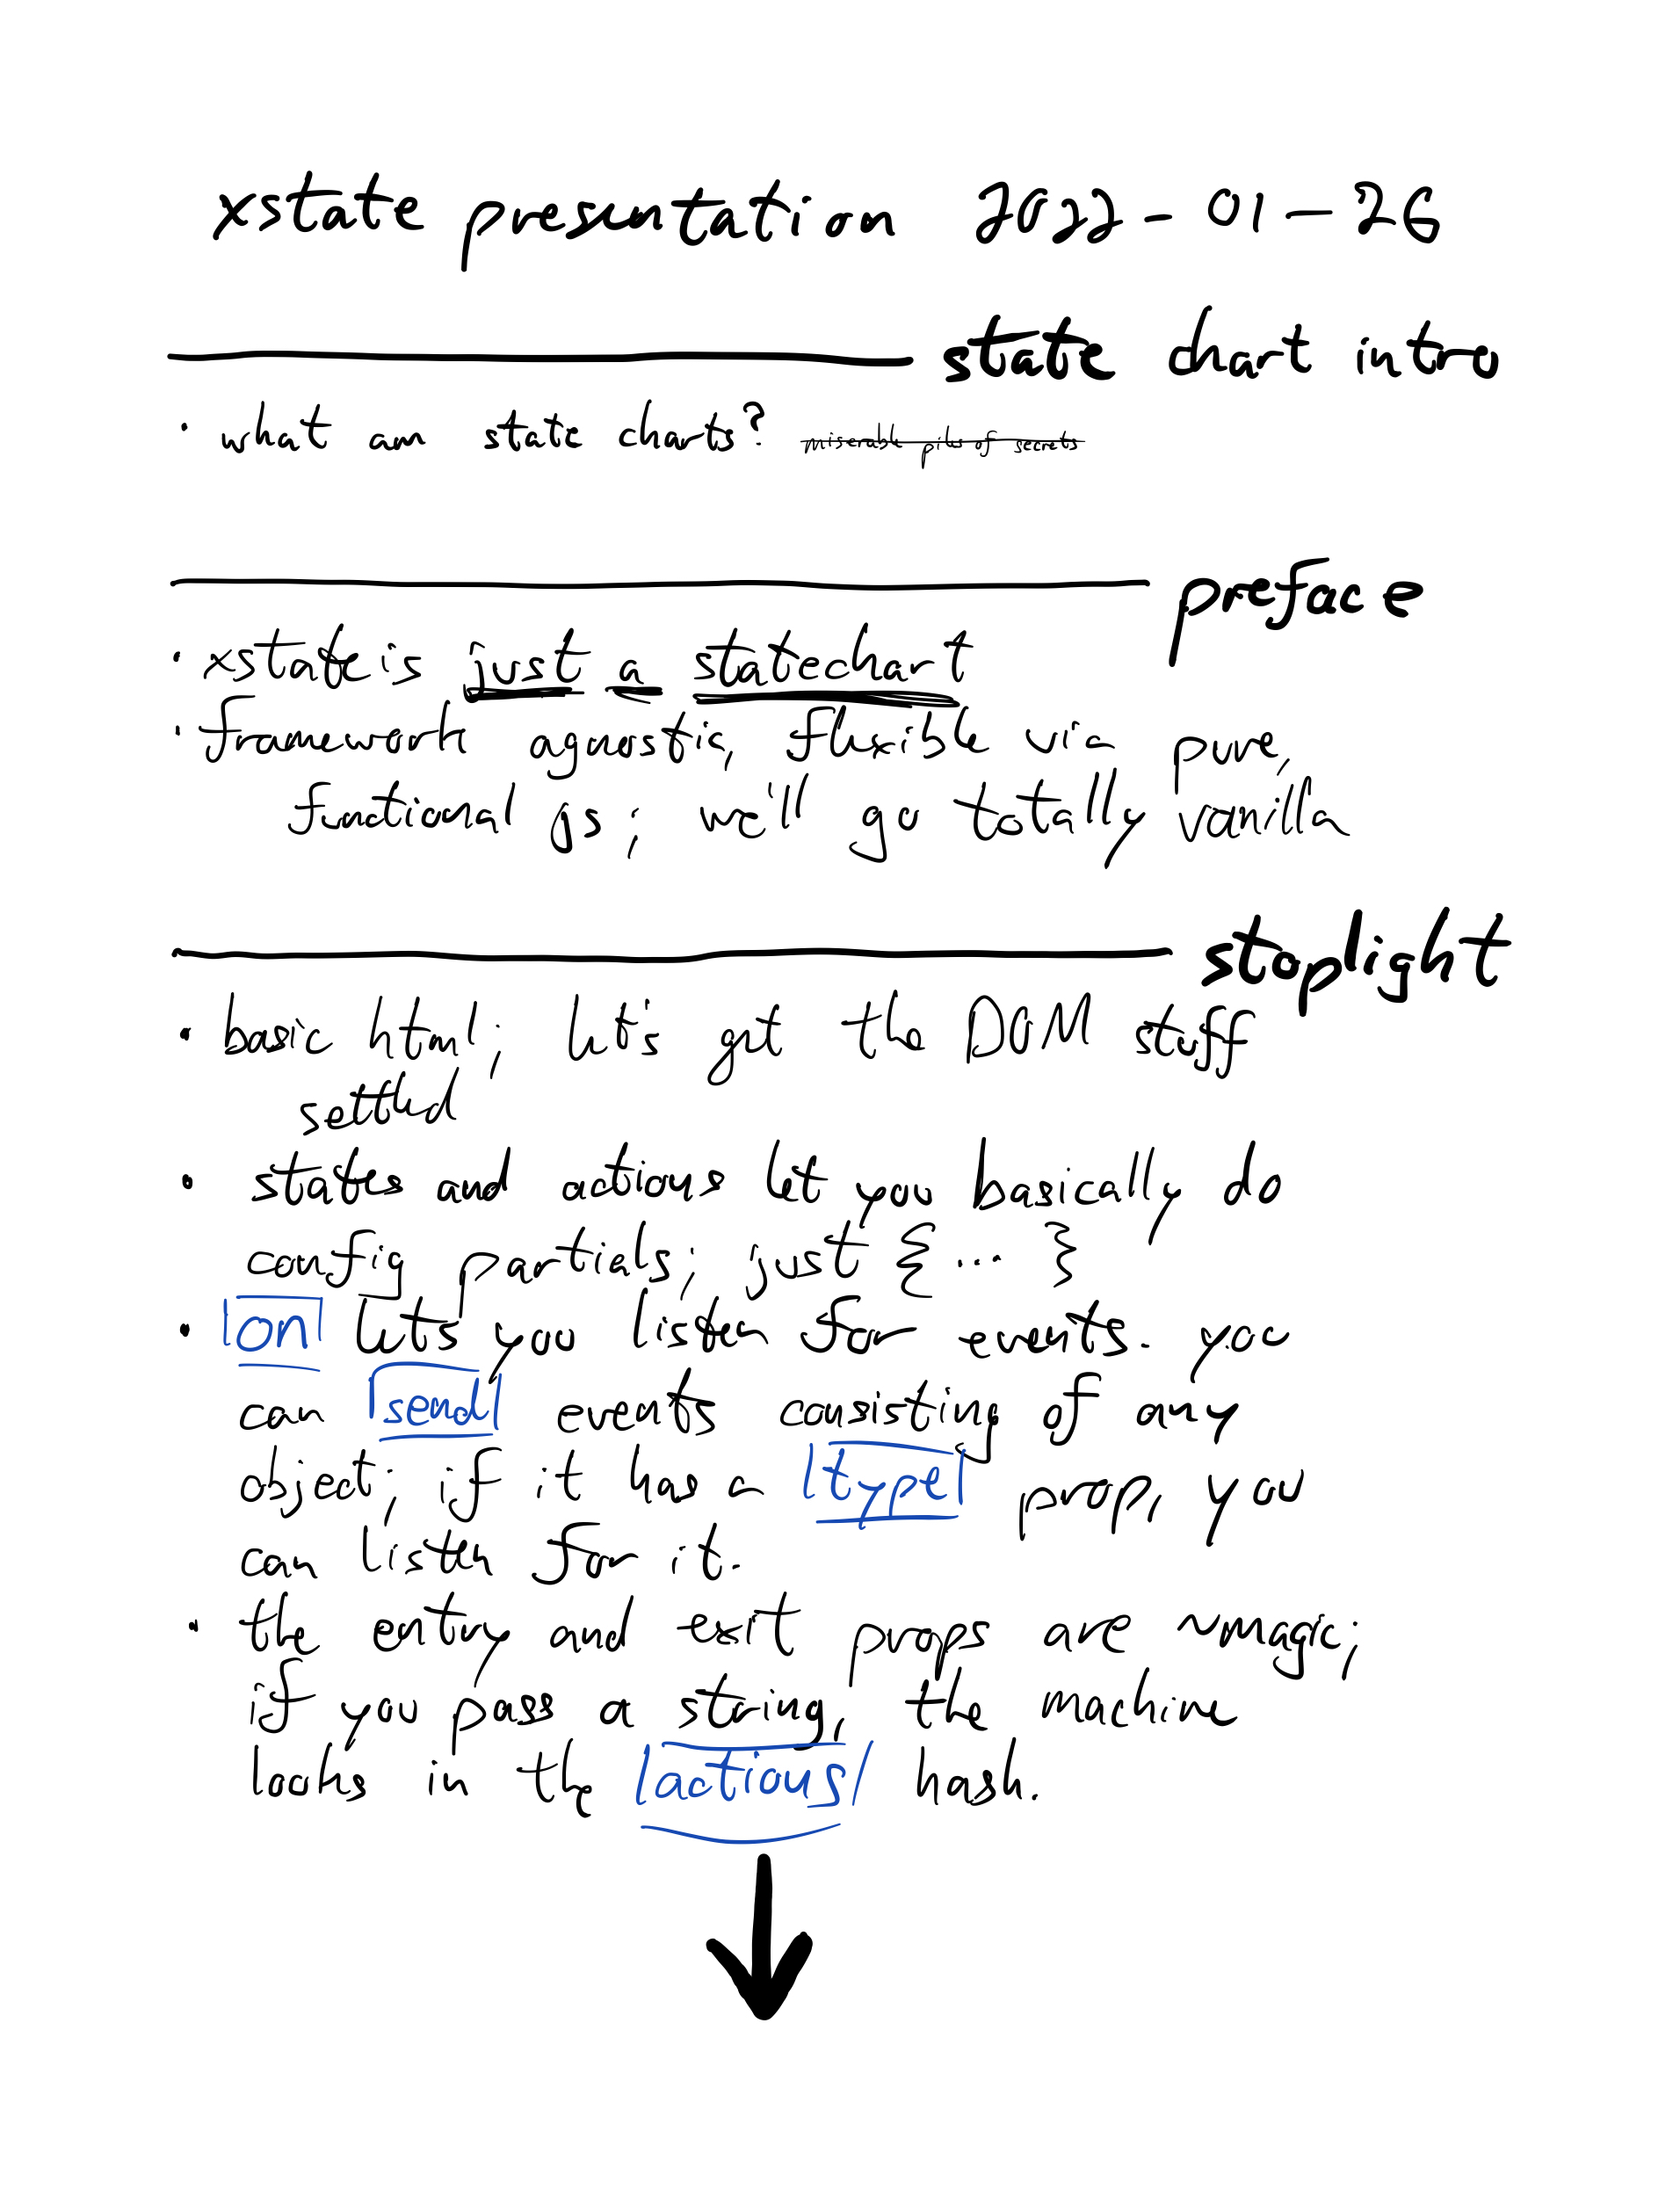 xstate presentation 2022-01-26
state chart intro
· what am state charts? miserable piles of secrets
preface
· xstate is just a statechart
· framework agnostic, flexible via pure,
functional js; we'll go totally vanilla
stoplight
· basic html; let's get the DOM stuff
settled
· states and actions let you basically do
config partials; just {... }
· on lets you listen for events. you
can send events consisting of any
object; if it has a type prop, you
can listen for it.
· the entry and exit props are ~magic;
if you pass a string, the machine
looks in the actions hash.